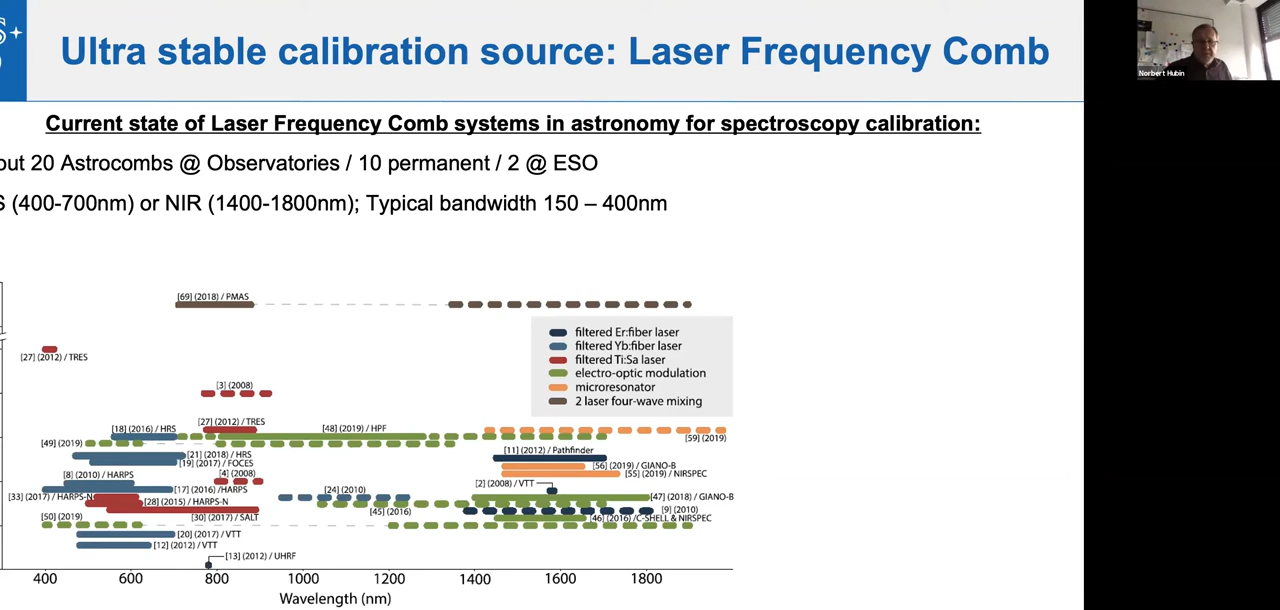 Ultra stable calibration source: Laser Frequency Comb
Norbert Hubin
Current state of Laser Frequency Comb systems in astronomy for spectroscopy calibration:
20 Astrocombs @ Observatories / 10 permanent / 2 @ ESO
(400-700nm) or NIR (1400-1800nm); Typical bandwidth 150 – 400nm
[69] (2018) / PMAS
filtered Er:fiber laser
filtered Yb:fiber laser
filtered Ti:Sa laser
electro-optic modulation
microresonator
2 laser four-wave mixing
[27] (2012) / TRES
[3] (2008)
[27] (2012) / TRES
[18] (2016) / HRS
[48] (2019) / HPF
[59] (2019)
[49] (2019)
[11] (2012) / Pathfinder
[21] (2018) / HRS
[19] (2017) / FOCES
[56] (2019) / GIANO-B
[55] (2019) / NIRSPEC
[8] (2010) / HARPS
[4] (2008)
[2] (2008) / VTT
[17] (2016) / HARPS
[24] (2010)
[33] (2017) / HARPS-N
[47] (2018) / GIANO-B
[28] (2015) / HARPS-N
[45] (2016)
[9] (2010)
[50] (2019)
[30] (2017) / SALT
[46] (2016) /C-SHELL & NIRSPEC
[20] (2017) / VTT
[12] (2012) / VTT
[13] (2012) / UHRF
400 600 800 1000 1200 1400 1600 1800
Wavelength (nm)